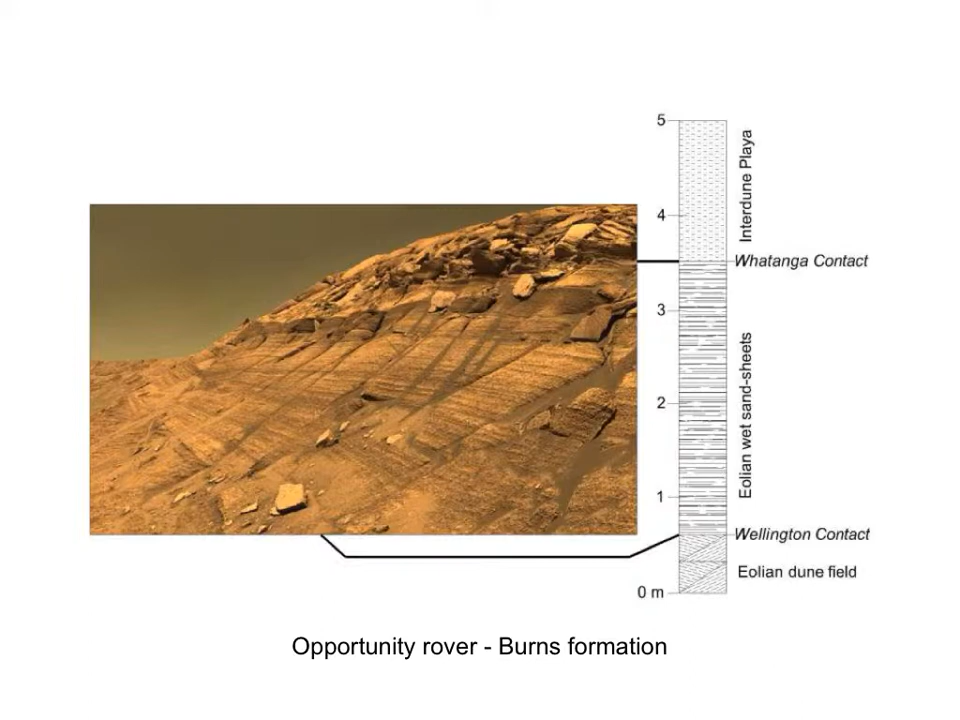 5
Interdune Playa
4
Whatanga Contact
3
Eolian wet sand-sheets
2
1
Wellington Contact
Eolian dune field
0 m
Opportunity rover - Burns formation